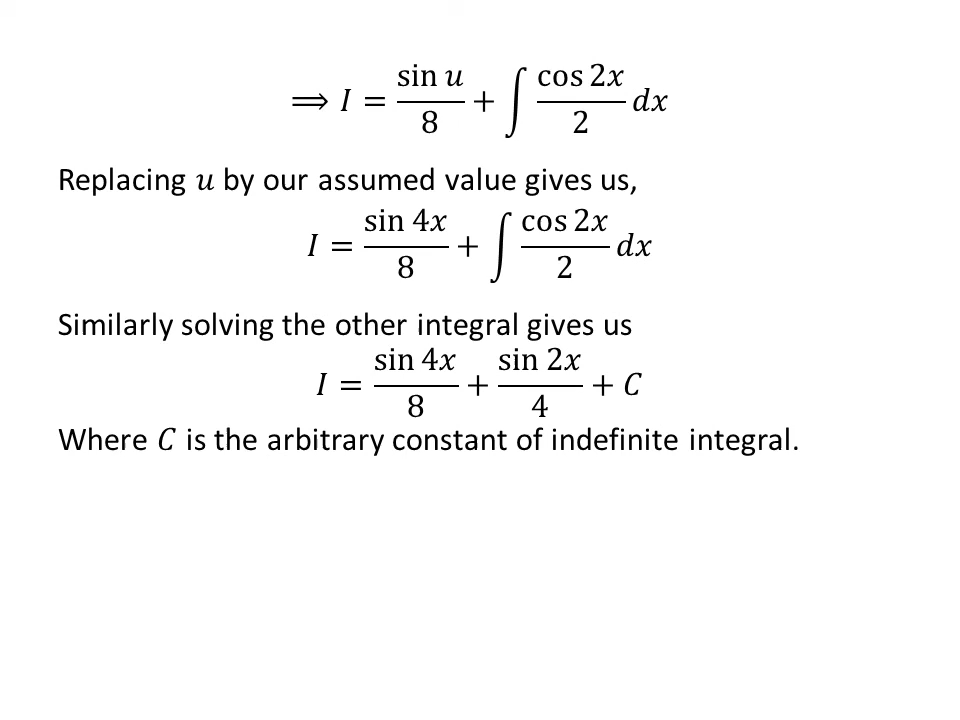 ⟹ 𝐼 = sin 𝑢/8 + ∫ cos 2𝑥/2 𝑑𝑥
Replacing 𝑢 by our assumed value gives us,
𝐼 = sin 4𝑥/8 + ∫ cos 2𝑥/2 𝑑𝑥
Similarly solving the other integral gives us
𝐼 = sin 4𝑥/8 + sin 2𝑥/4 + 𝐶
Where 𝐶 is the arbitrary constant of indefinite integral.